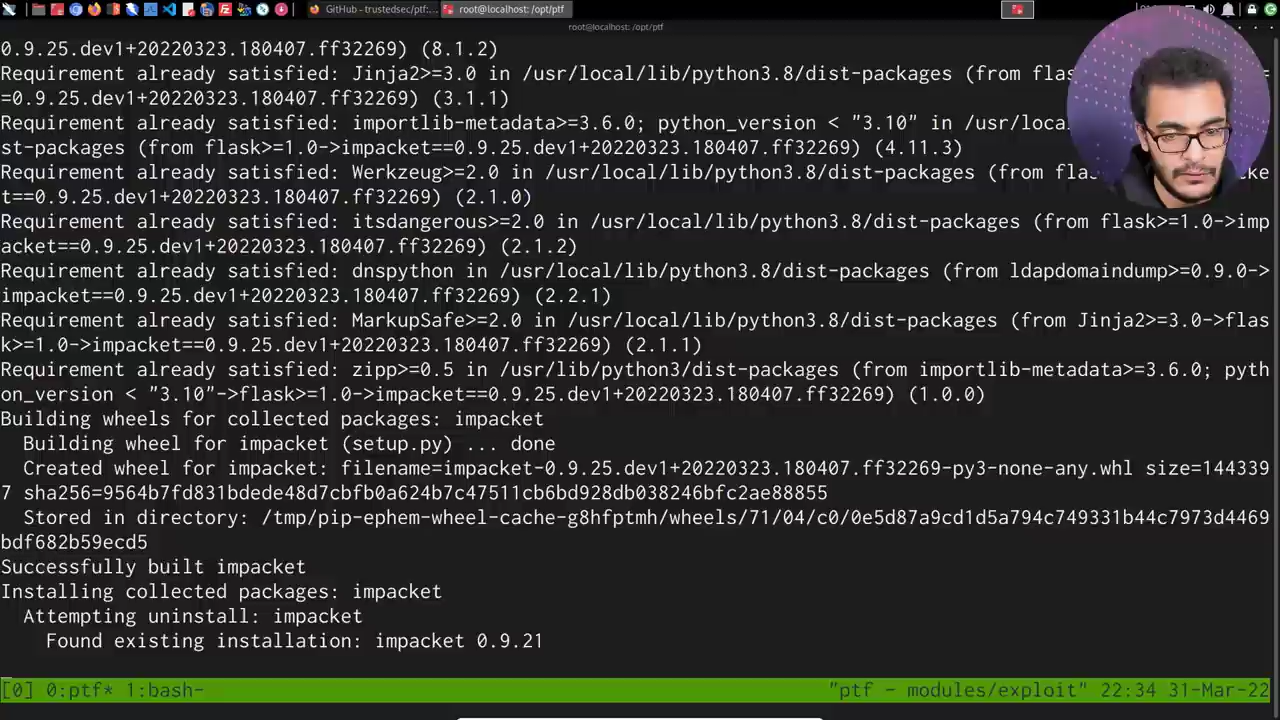 GitHub - trustedsec/ptf:...
root@localhost: /opt/ptf
root@localhost: /opt/ptf
0.9.25.dev1+20220323.180407.ff32269) (8.1.2)
Requirement already satisfied: Jinja2>=3.0 in /usr/local/lib/python3.8/dist-packages (from flas
=0.9.25.dev1+20220323.180407.ff32269) (3.1.1)
Requirement already satisfied: importlib-metadata>=3.6.0; python_version < "3.10" in /usr/loca
st-packages (from flask>=1.0->impacket==0.9.25.dev1+20220323.180407.ff32269) (4.11.3)
Requirement already satisfied: Werkzeug>=2.0 in /usr/local/lib/python3.8/dist-packages (from fl
t==0.9.25.dev1+20220323.180407.ff32269) (2.1.0)
Requirement already satisfied: itsdangerous>=2.0 in /usr/local/lib/python3.8/dist-packages (from flask>=1.0->imp
acket==0.9.25.dev1+20220323.180407.ff32269) (2.1.2)
Requirement already satisfied: dnspython in /usr/local/lib/python3.8/dist-packages (from ldapdomaindump>=0.9.0->
impacket==0.9.25.dev1+20220323.180407.ff32269) (2.2.1)
Requirement already satisfied: MarkupSafe>=2.0 in /usr/local/lib/python3.8/dist-packages (from Jinja2>=3.0->flas
k>=1.0->impacket==0.9.25.dev1+20220323.180407.ff32269) (2.1.1)
Requirement already satisfied: zipp>=0.5 in /usr/lib/python3/dist-packages (from importlib-metadata>=3.6.0; pyth
on_version < "3.10"->flask>=1.0->impacket==0.9.25.dev1+20220323.180407.ff32269) (1.0.0)
Building wheels for collected packages: impacket
Building wheel for impacket (setup.py) ... done
Created wheel for impacket: filename=impacket-0.9.25.dev1+20220323.180407.ff32269-py3-none-any.whl size=144339
7 sha256=9564b7fd831bdede48d7cbfb0a624b7c47511cb6bd928db038246bfc2ae88855
Stored in directory: /tmp/pip-ephem-wheel-cache-g8hfptmh/wheels/71/04/c0/0e5d87a9cd1d5a794c749331b44c7973d4469
bdf682b59ecd5
Successfully built impacket
Installing collected packages: impacket
Attempting uninstall: impacket
Found existing installation: impacket 0.9.21
[0] 0:ptf* 1:bash- "ptf - modules/exploit" 22:34 31-Mar-22